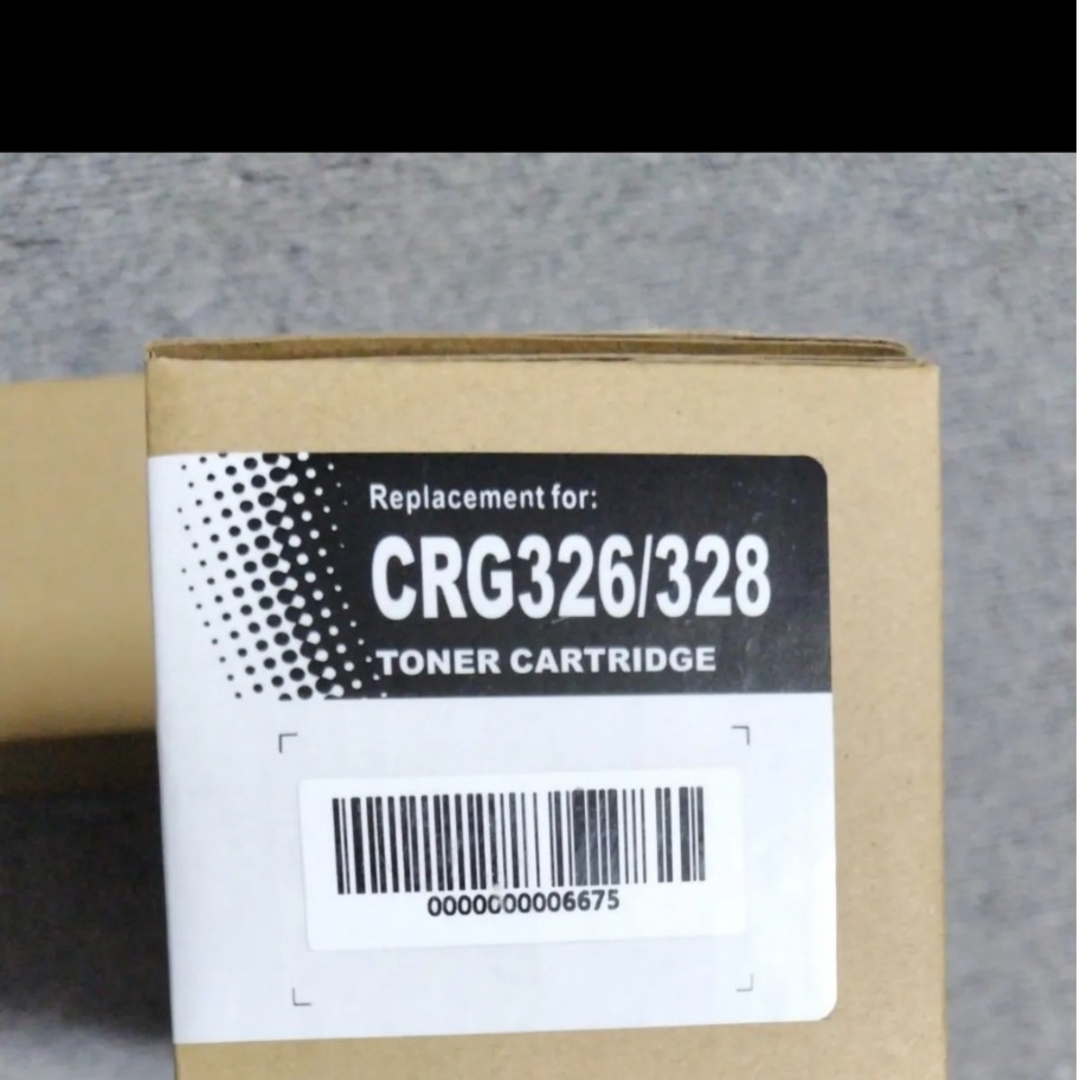 Replacement for:
CRG326/328
TONER CARTRIDGE
0000000006675